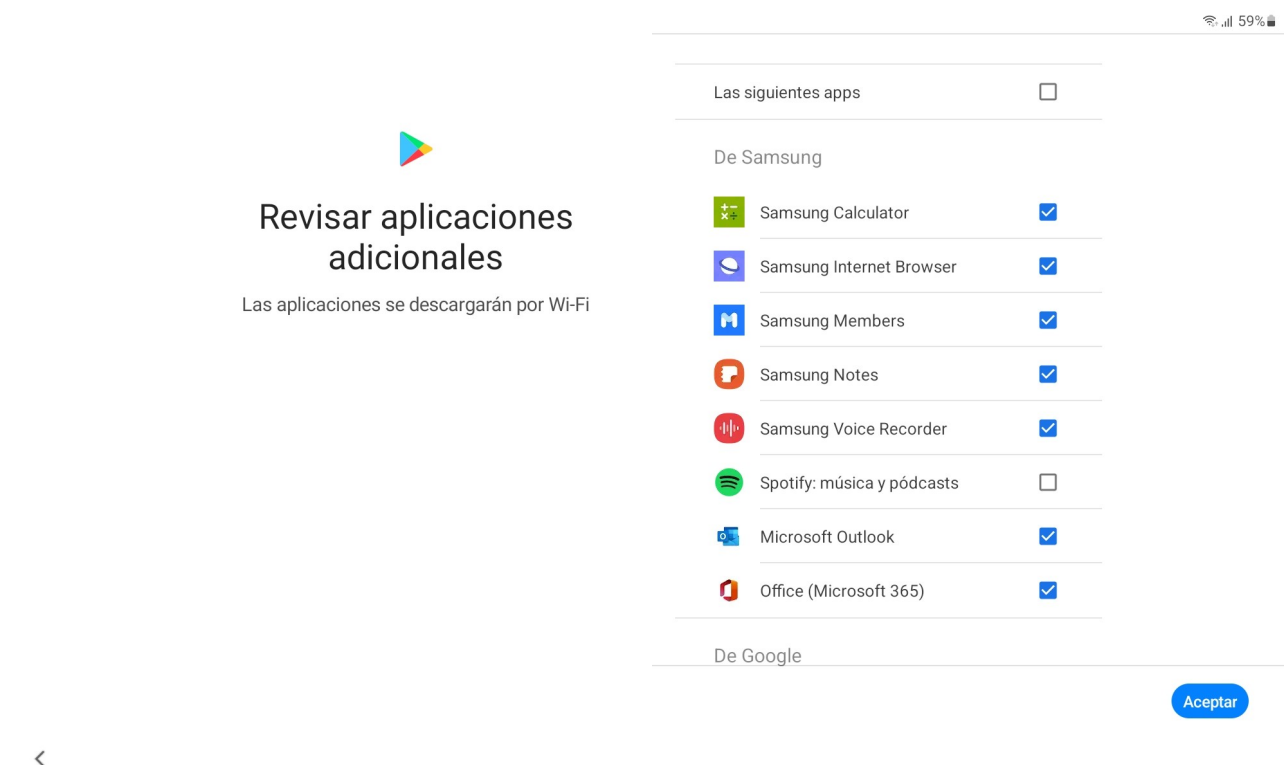 59%
Revisar aplicaciones
adicionales
Las aplicaciones se descargarán por Wi-Fi
Las siguientes apps
De Samsung
Samsung Calculator
Samsung Internet Browser
Samsung Members
Samsung Notes
Samsung Voice Recorder
Spotify: música y pódcasts
Microsoft Outlook
Office (Microsoft 365)
De Google
Aceptar